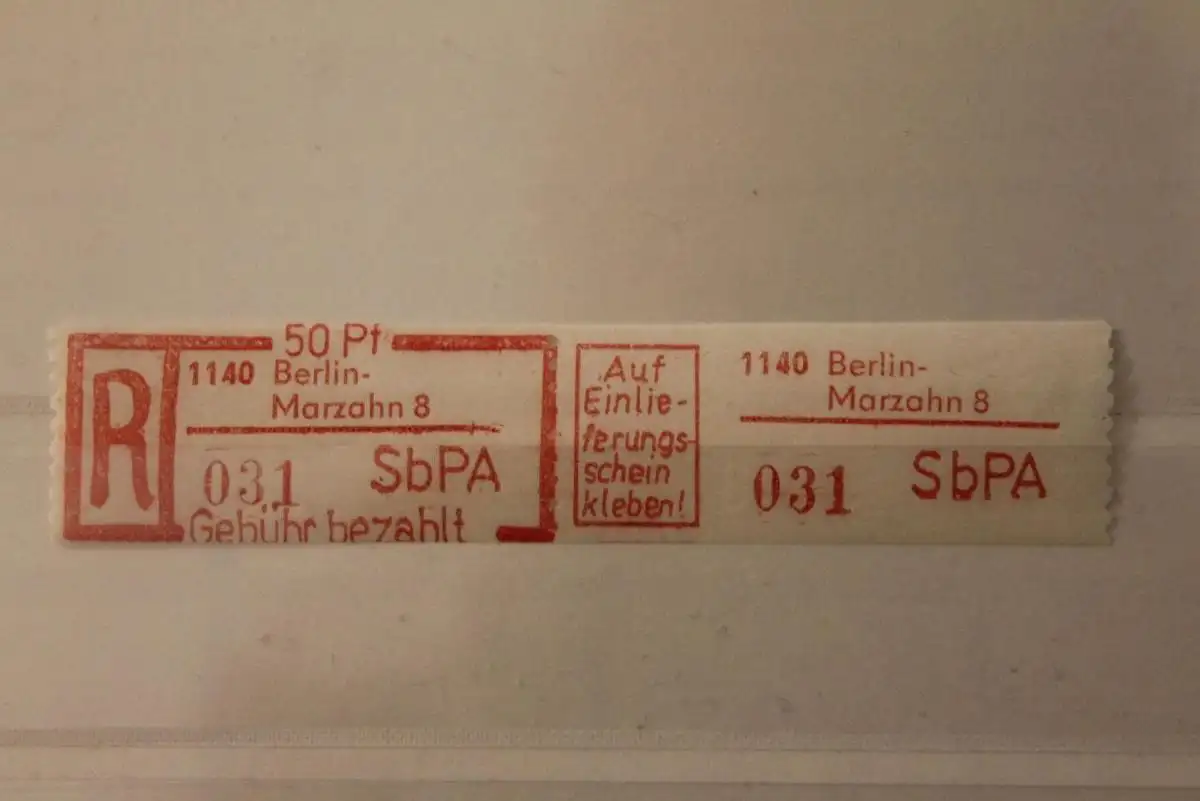 50 Pf
R
1140 Berlin-
Marzahn 8
031 SbPA
Gebühr bezahlt
Auf
Einlie-
ferungs-
schein
kleben!
1140 Berlin-
Marzahn 8
031 SbPA